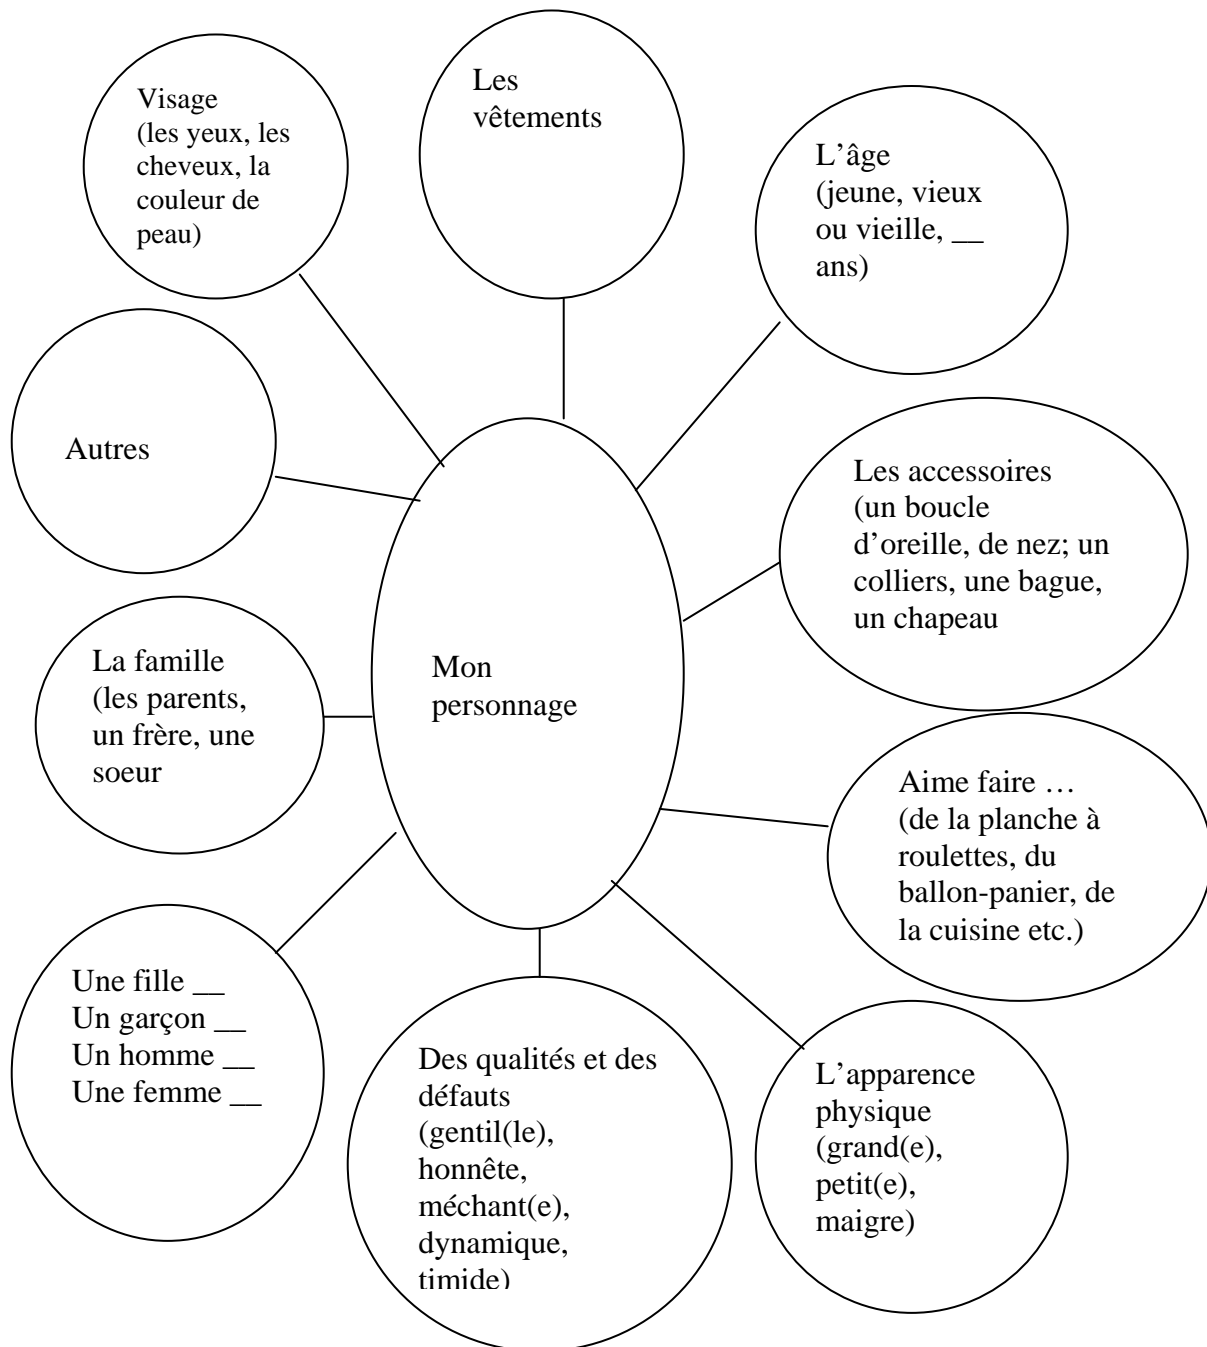 Visage
(les yeux, les
cheveux, la
couleur de
peau)
Les
vêtements
L’âge
(jeune, vieux
ou vieille, __
ans)
Autres
Les accessoires
(un boucle
d’oreille, de nez; un
colliers, une bague,
un chapeau
La famille
(les parents,
un frère, une
soeur
Mon
personnage
Aime faire …
(de la planche à
roulettes, du
ballon-panier, de
la cuisine etc.)
Une fille __
Un garçon __
Un homme __
Une femme __
Des qualités et des
défauts
(gentil(le),
honnête,
méchant(e),
dynamique,
timide)
L’apparence
physique
(grand(e),
petit(e),
maigre)